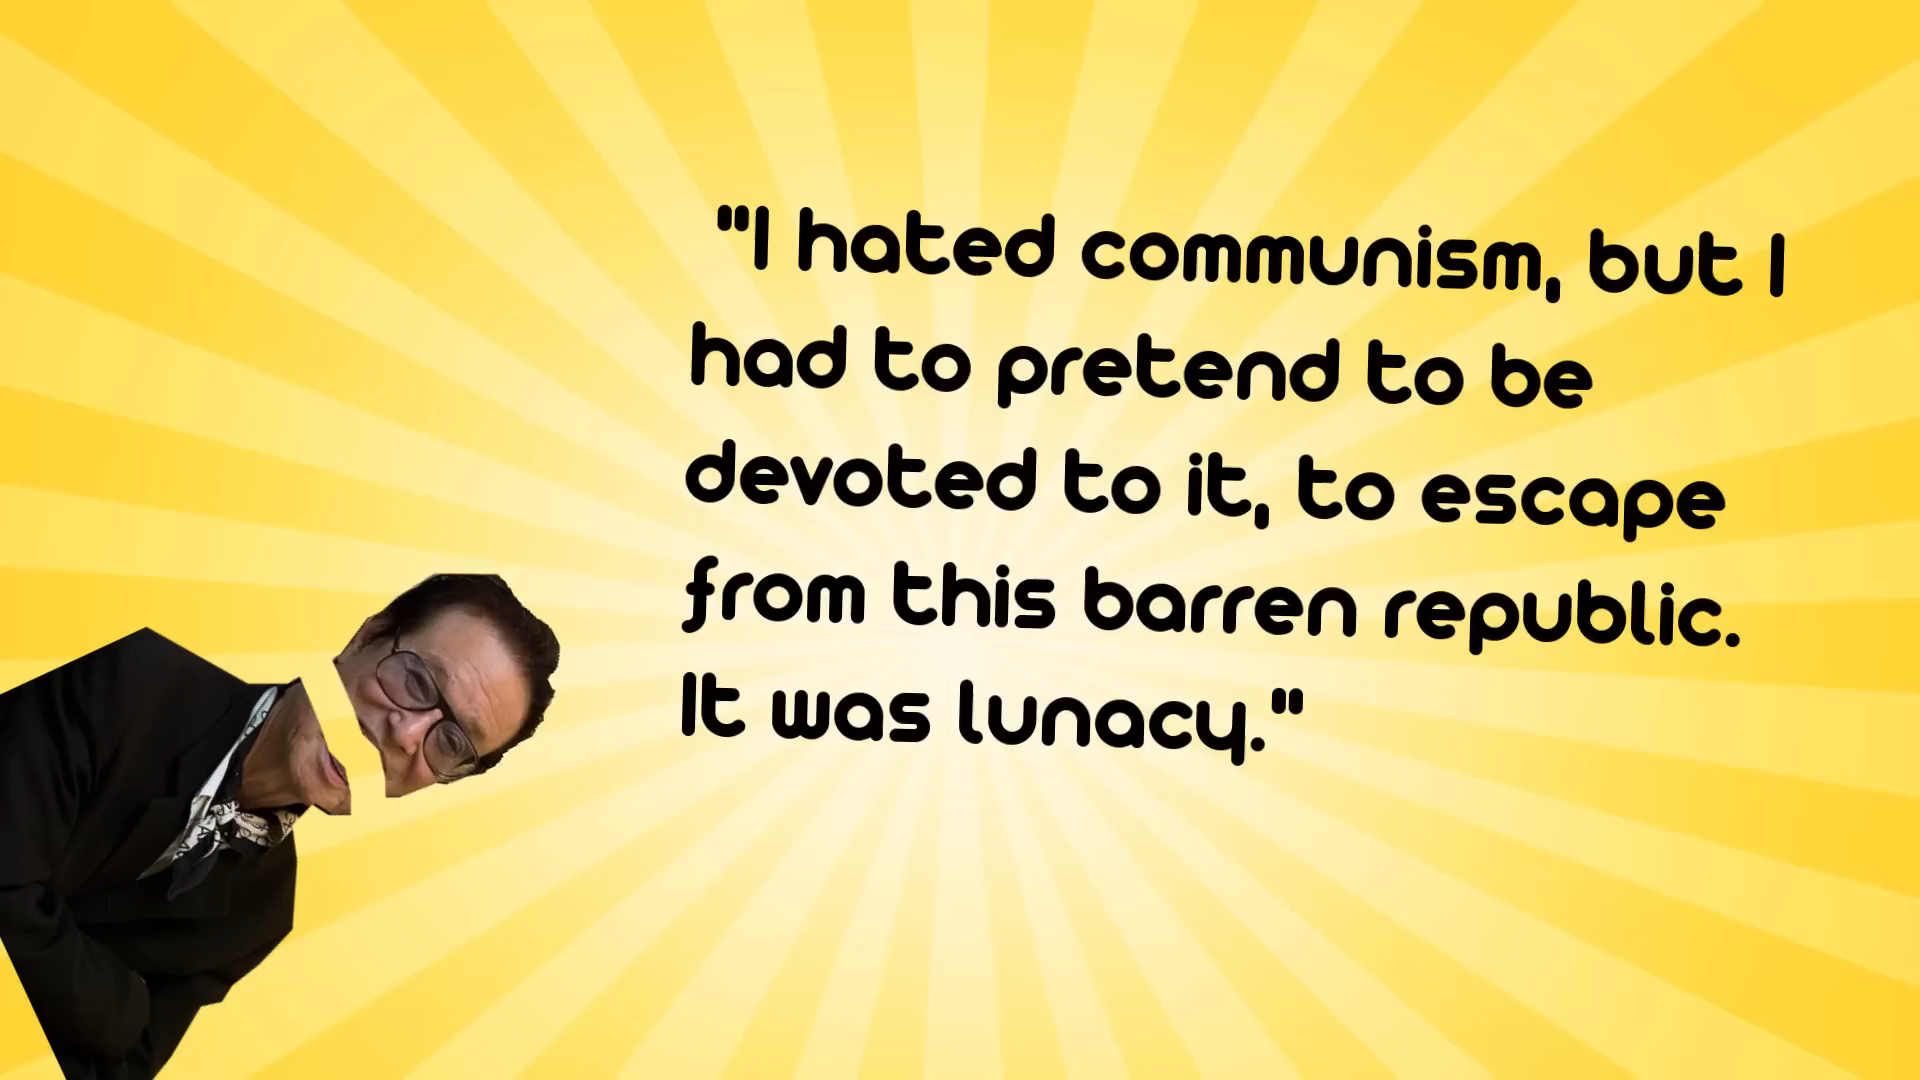 "I hated communism, but I
had to pretend to be
devoted to it, to escape
from this barren republic.
It was lunacy."